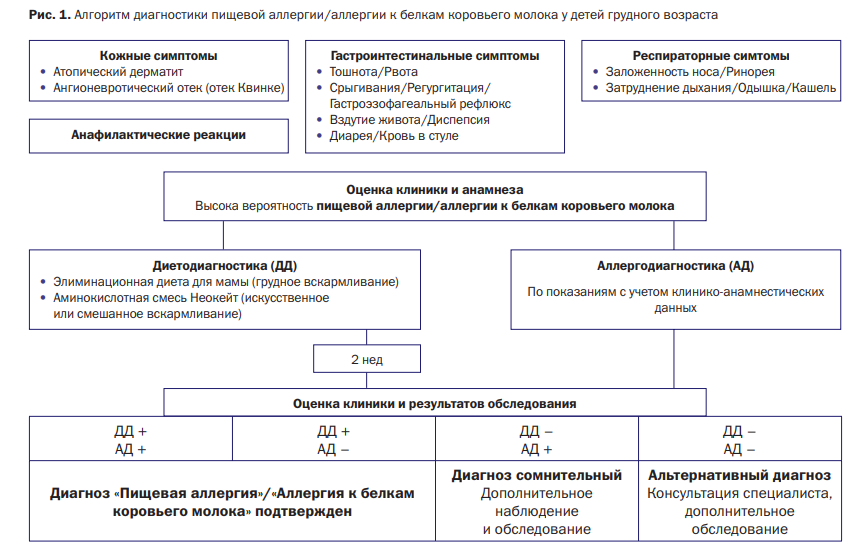 Рис. 1. Алгоритм диагностики пищевой аллергии/аллергии к белкам коровьего молока у детей грудного возраста
Кожные симптомы
• Атопический дерматит
• Ангионевротический отек (отек Квинке)
Анафилактические реакции
Гастроинтестинальные симптомы
• Тошнота/Рвота
• Срыгивания/Регургитация/
Гастроэзофагеальный рефлюкс
• Вздутие живота/Диспепсия
• Диарея/Кровь в стуле
Респираторные симтомы
• Заложенность носа/Ринорея
• Затруднение дыхания/Одышка/Кашель
Оценка клиники и анамнеза
Высока вероятность пищевой аллергии/аллергии к белкам коровьего молока
Диетодиагностика (ДД)
• Элиминационная диета для мамы (грудное вскармливание)
• Аминокислотная смесь Неокейт (искусственное
или смешанное вскармливание)
Аллергодиагностика (АД)
По показаниям с учетом клинико-анамнестических
данных
2 нед
Оценка клиники и результатов обследования
ДД +
АД +
ДД +
АД −
ДД −
АД +
ДД −
АД −
Диагноз «Пищевая аллергия»/«Аллергия к белкам
коровьего молока» подтвержден
Диагноз сомнительный
Дополнительное
наблюдение
и обследование
Альтернативный диагноз
Консультация специалиста,
дополнительное
обследование